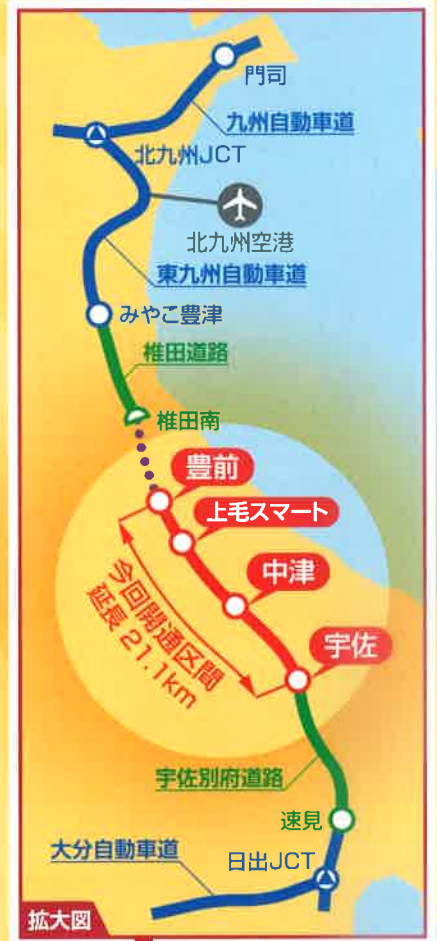 門司
九州自動車道
北九州JCT
北九州空港
東九州自動車道
みやこ豊津
椎田道路
椎田南
豊前
上毛スマート
中津
今回開通区間
延長 21.1km
宇佐
宇佐別府道路
速見
大分自動車道
日出JCT
拡大図